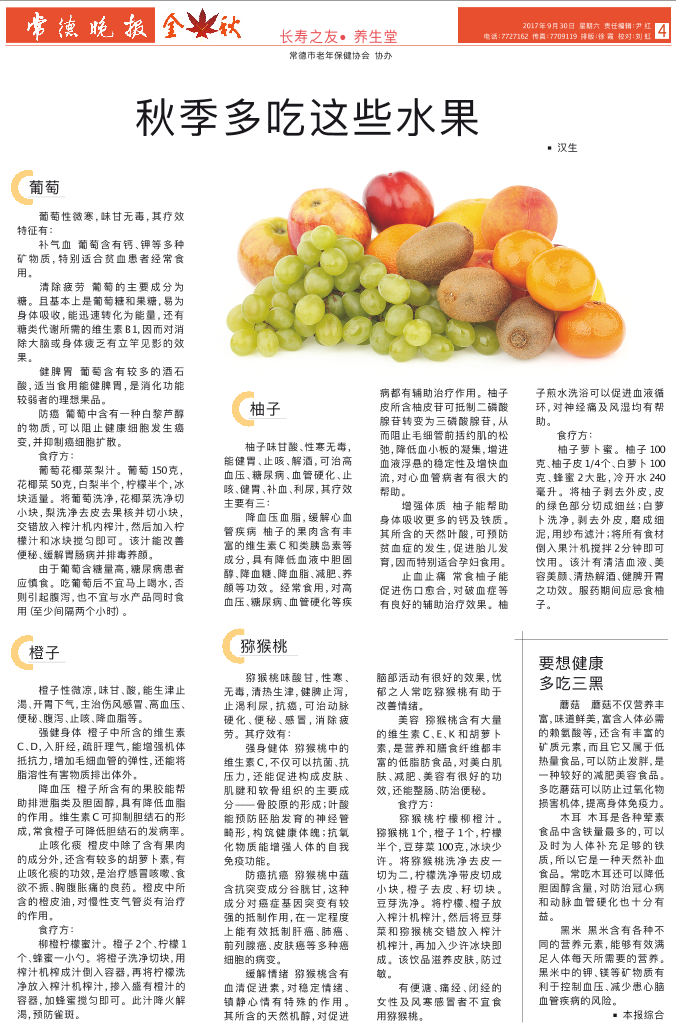 常德晚报 金秋
长寿之友● 养生堂
2017年9月30日 星期六 责任编辑:尹 红
电话:7727162 传真:7709119 排版:徐 霞 校对:刘 虹
4
常德市老年保健协会 协办
秋季多吃这些水果
▪ 汉生
葡萄
葡萄性微寒,味甘无毒,其疗效
特征有:
补气血 葡萄含有钙、钾等多种
矿物质,特别适合贫血患者经常食
用。
清除疲劳 葡萄的主要成分为
糖。且基本上是葡萄糖和果糖,易为
身体吸收,能迅速转化为能量,还有
糖类代谢所需的维生素B1,因而对消
除大脑或身体疲乏有立竿见影的效
果。
健脾胃 葡萄含有较多的酒石
酸,适当食用能健脾胃,是消化功能
较弱者的理想果品。
防癌 葡萄中含有一种白黎芦醇
的物质,可以阻止健康细胞发生癌
变,并抑制癌细胞扩散。
食疗方:
葡萄花椰菜梨汁。葡萄150克,
花椰菜50克,白梨半个,柠檬半个,冰
块适量。将葡萄洗净,花椰菜洗净切
小块,梨洗净去皮去果核并切小块,
交错放入榨汁机内榨汁,然后加入柠
檬汁和冰块搅匀即可。该汁能改善
便秘、缓解胃肠病并排毒养颜。
由于葡萄含糖量高,糖尿病患者
应慎食。吃葡萄后不宜马上喝水,否
则引起腹泻,也不宜与水产品同时食
用(至少间隔两个小时)。
柚子
柚子味甘酸、性寒无毒,
能健胃、止咳、解酒,可治高
血压、糖尿病、血管硬化、止
咳、健胃、补血、利尿,其疗效
主要有三:
降血压血脂,缓解心血
管疾病 柚子的果肉含有丰
富的维生素C和类胰岛素等
成分,具有降低血液中胆固
醇、降血糖、降血脂、减肥、养
颜等功效。经常食用,对高
血压、糖尿病、血管硬化等疾
病都有辅助治疗作用。柚子
皮所含柚皮苷可抵制二磷酸
腺苷转变为三磷酸腺苷,从
而阻止毛细管前括约肌的松
弛,降低血小板的凝集,增进
血液浮悬的稳定性及增快血
流,对心血管病者有很大的
帮助。
增强体质 柚子能帮助
身体吸收更多的钙及铁质。
其所含的天然叶酸,可预防
贫血症的发生,促进胎儿发
育,因而特别适合孕妇食用。
止血止痛 常食柚子能
促进伤口愈合,对破血症等
有良好的辅助治疗效果。柚
子煎水洗浴可以促进血液循
环,对神经痛及风湿均有帮
助。
食疗方:
柚子萝卜蜜。柚子100
克、柚子皮1/4个、白萝卜100
克、蜂蜜2大匙,冷开水240
毫升。将柚子剥去外皮,皮
的绿色部分切成细丝;白萝
卜洗净,剥去外皮,磨成细
泥,用纱布滤汁;将所有食材
倒入果汁机搅拌2分钟即可
饮用。该汁有清洁血液、美
容美颜、清热解酒、健脾开胃
之功效。服药期间应忌食柚
子。
橙子
橙子性微凉,味甘、酸,能生津止
渴、开胃下气,主治伤风感冒、高血压、
便秘、腹泻、止咳、降血脂等。
强健身体 橙子中所含的维生素
C、D,入肝经,疏肝理气,能增强机体
抵抗力,增加毛细血管的弹性,还能将
脂溶性有害物质排出体外。
降血压 橙子所含有的果胶能帮
助排泄脂类及胆固醇,具有降低血脂
的作用。维生素C可抑制胆结石的形
成,常食橙子可降低胆结石的发病率。
止咳化痰 橙皮中除了含有果肉
的成分外,还含有较多的胡萝卜素,有
止咳化痰的功效,是治疗感冒咳嗽、食
欲不振、胸腹胀痛的良药。橙皮中所
含的橙皮油,对慢性支气管炎有治疗
的作用。
食疗方:
柳橙柠檬蜜汁。橙子2个、柠檬1
个、蜂蜜一小勺。将橙子洗净切块,用
榨汁机榨成汁倒入容器,再将柠檬洗
净放入榨汁机榨汁,掺入盛有橙汁的
容器,加蜂蜜搅匀即可。此汁降火解
渴,预防雀斑。
猕猴桃
猕猴桃味酸甘,性寒、
无毒,清热生津,健脾止泻,
止渴利尿,抗癌,可治动脉
硬化、便秘、感冒,消除疲
劳。其疗效有:
强身健体 猕猴桃中的
维生素C,不仅可以抗菌、抗
压力,还能促进构成皮肤、
肌腱和软骨组织的主要成
分——骨胶原的形成;叶酸
能预防胚胎发育的神经管
畸形,构筑健康体魄;抗氧
化物质能增强人体的自我
免疫功能。
防癌抗癌 猕猴桃中蕴
含抗突变成分谷胱甘,这种
成分对癌症基因突变有较
强的抵制作用,在一定程度
上能有效抵制肝癌、肺癌、
前列腺癌、皮肤癌等多种癌
细胞的病变。
缓解情绪 猕猴桃含有
血清促进素,对稳定情绪、
镇静心情有特殊的作用。
其所含的天然机醇,对促进
脑部活动有很好的效果,忧
郁之人常吃猕猴桃有助于
改善情绪。
美容 猕猴桃含有大量
的维生素C、E、K和胡萝卜
素,是营养和膳食纤维都丰
富的低脂肪食品,对美白肌
肤、减肥、美容有很好的功
效,还能整肠、防治便秘。
食疗方:
猕猴桃柠檬柳橙汁。
猕猴桃1个,橙子1个,柠檬
半个,豆芽菜100克,冰块少
许。将猕猴桃洗净去皮一
切为二,柠檬洗净带皮切成
小块,橙子去皮、籽切块。
豆芽洗净。将柠檬、橙子放
入榨汁机榨汁,然后将豆芽
菜和猕猴桃交错放入榨汁
机榨汁,再加入少许冰块即
成。该饮品滋养皮肤,防过
敏。
有便溏、痛经、闭经的
女性及风寒感冒者不宜食
用猕猴桃。
要想健康
多吃三黑
蘑菇 蘑菇不仅营养丰
富,味道鲜美,富含人体必需
的赖氨酸等,还含有丰富的
矿质元素,而且它又属于低
热量食品,可以防止发胖,是
一种较好的减肥美容食品。
多吃蘑菇可以防止过氧化物
损害机体,提高身体免疫力。
木耳 木耳是各种荤素
食品中含铁量最多的,可以
及时为人体补充足够的铁
质,所以它是一种天然补血
食品。常吃木耳还可以降低
胆固醇含量,对防治冠心病
和动脉血管硬化也十分有
益。
黑米 黑米含有各种不
同的营养元素,能够有效满
足人体每天所需要的营养。
黑米中的钾、镁等矿物质有
利于控制血压、减少患心脑
血管疾病的风险。
▪ 本报综合